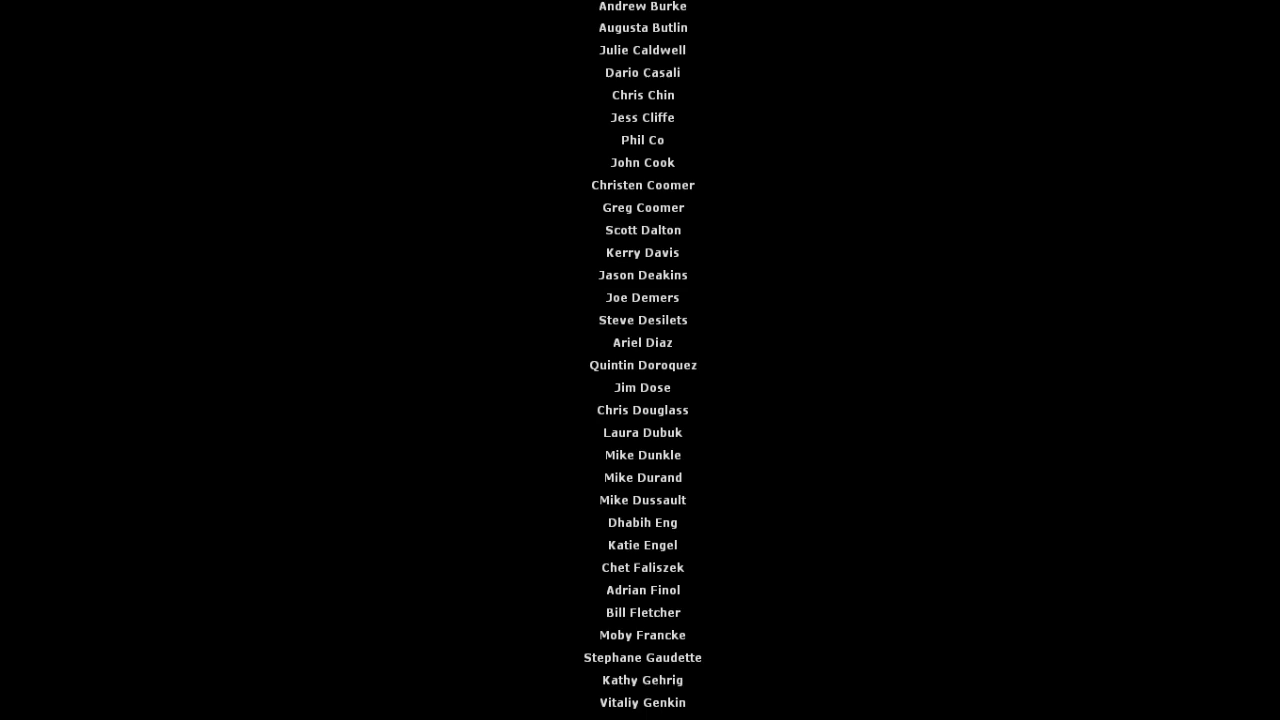 Andrew Burke
Augusta Butlin
Julie Caldwell
Dario Casali
Chris Chin
Jess Cliffe
Phil Co
John Cook
Christen Coomer
Greg Coomer
Scott Dalton
Kerry Davis
Jason Deakins
Joe Demers
Steve Desilets
Ariel Diaz
Quintin Doroquez
Jim Dose
Chris Douglass
Laura Dubuk
Mike Dunkle
Mike Durand
Mike Dussault
Dhabih Eng
Katie Engel
Chet Faliszek
Adrian Finol
Bill Fletcher
Moby Francke
Stephane Gaudette
Kathy Gehrig
Vitaliy Genkin